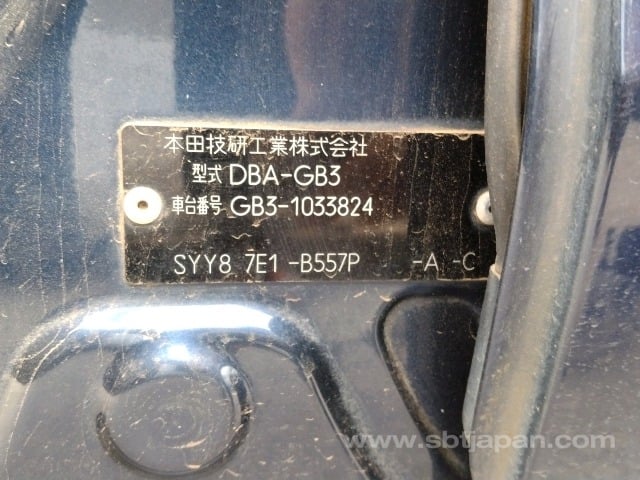 本田技研工業株式会社
型式 DBA-GB3
車台番号 GB3-1033824
SYY8 7E1 -B557P -A -C
www.sbtjapan.com